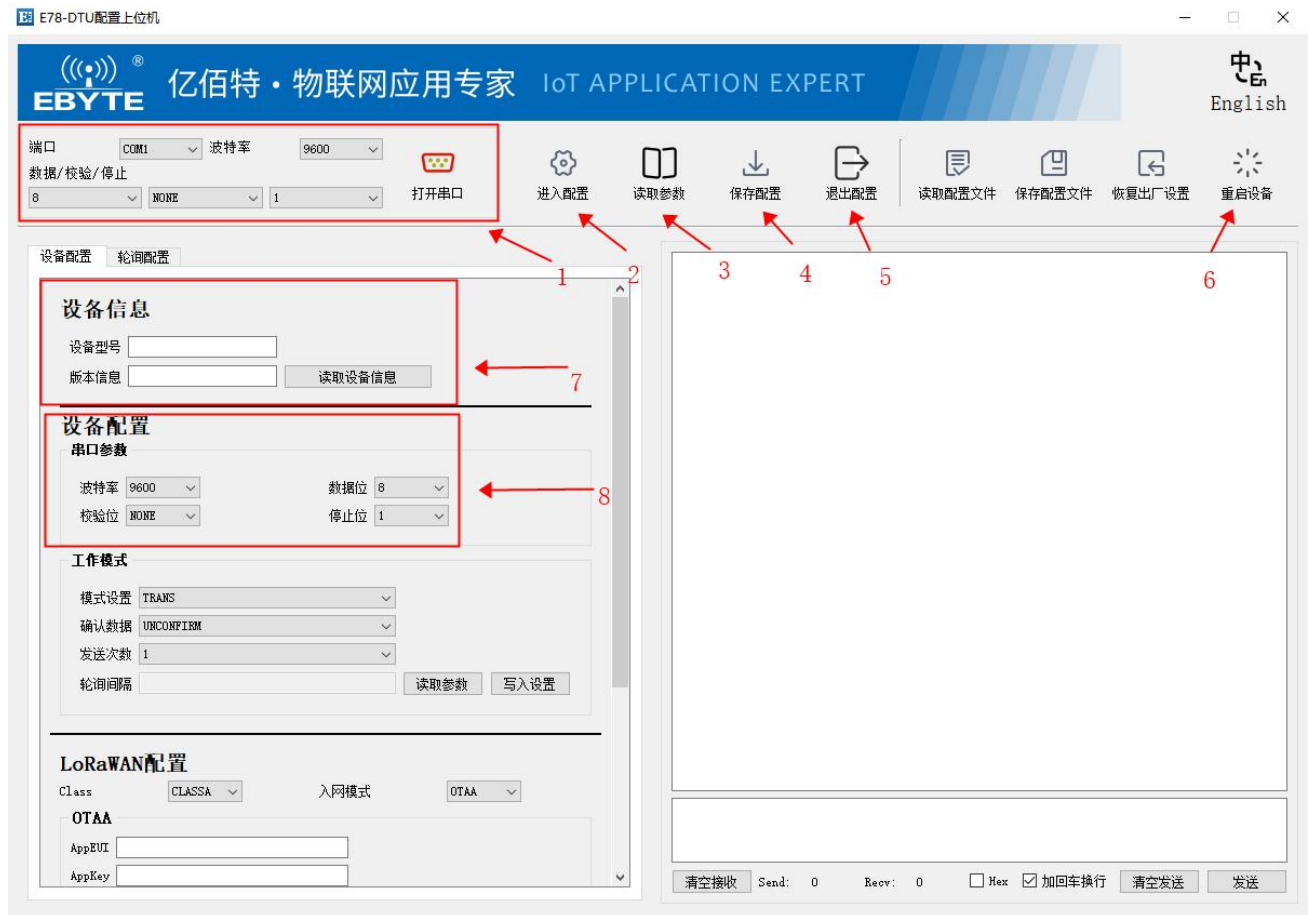 E78-DTU配置上位机
EBYTE ® 亿佰特·物联网应用专家 IoT APPLICATION EXPERT
中 En
English
端口 COM1 波特率 9600
数据/校验/停止
8 NONE 1
打开串口
进入配置 读取参数 保存配置 退出配置 读取配置文件 保存配置文件 恢复出厂设置 重启设备
1 2 3 4 5 6
设备配置 轮询配置
设备信息
设备型号
版本信息 读取设备信息
7
设备配置
串口参数
波特率 9600 数据位 8
校验位 NONE 停止位 1
8
工作模式
模式设置 TRANS
确认数据 UNCONFIRM
发送次数 1
轮询间隔 读取参数 写入设置
LoRaWAN配置
Class CLASSA 入网模式 OTAA
OTAA
AppEUI
AppKey
清空接收 Send: 0 Recv: 0 Hex 加回车换行 清空发送 发送